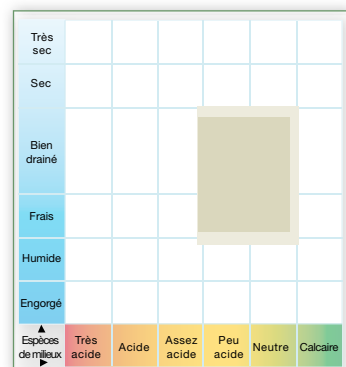 Très
sec
Sec
Bien
drainé
Frais
Humide
Engorgé
Espèces
de milieux
Très
acide
Acide
Assez
acide
Peu
acide
Neutre
Calcaire